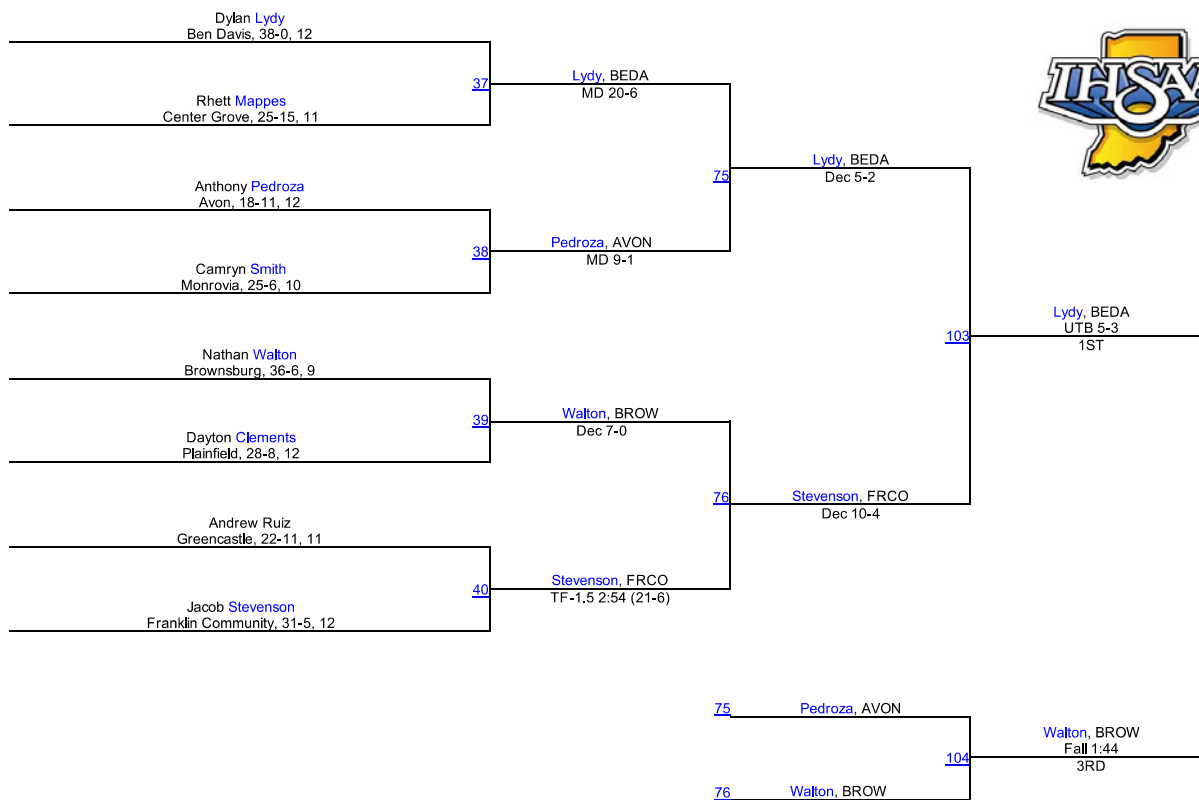 Dylan Lydy
Ben Davis, 38-0, 12
37
Lydy, BEDA
MD 20-6
Rhett Mappes
Center Grove, 25-15, 11
IHSAA
Lydy, BEDA
Dec 5-2
75
Anthony Pedroza
Avon, 18-11, 12
38
Pedroza, AVON
MD 9-1
Camryn Smith
Monrovia, 25-6, 10
103
Lydy, BEDA
UTB 5-3
1ST
Nathan Walton
Brownsburg, 36-6, 9
39
Walton, BROW
Dec 7-0
Dayton Clements
Plainfield, 28-8, 12
76
Stevenson, FRCO
Dec 10-4
Andrew Ruiz
Greencastle, 22-11, 11
40
Stevenson, FRCO
TF-1.5 2:54 (21-6)
Jacob Stevenson
Franklin Community, 31-5, 12
75
Pedroza, AVON
104
Walton, BROW
Fall 1:44
3RD
76
Walton, BROW